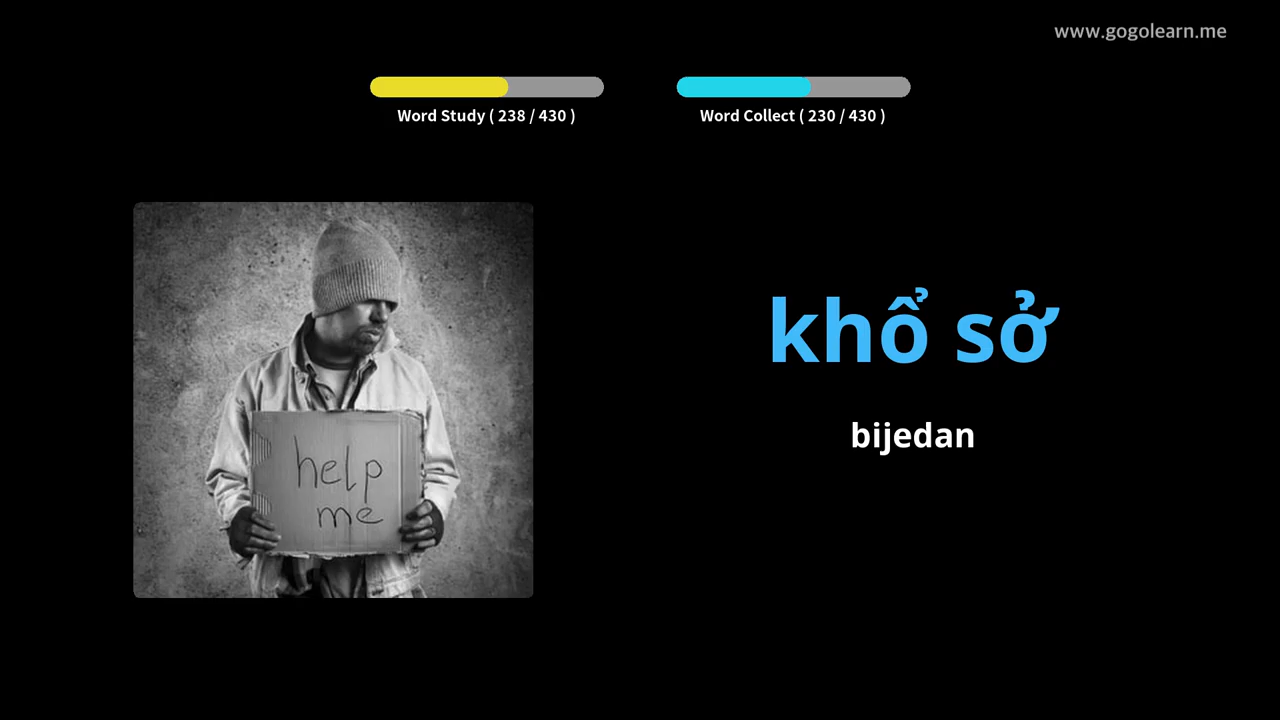 www.gogolearn.me
Word Study ( 238 / 430 )
Word Collect ( 230 / 430 )
help
me
khổ sở
bijedan